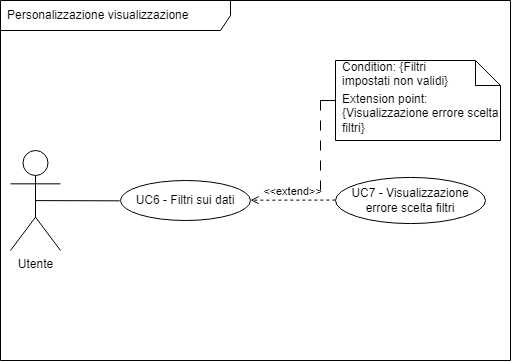 Personalizzazione visualizzazione
Condition: {Filtri
impostati non validi}
Extension point:
{Visualizzazione errore scelta
filtri}
<<extend>>
UC6 - Filtri sui dati
UC7 - Visualizzazione
errore scelta filtri
Utente